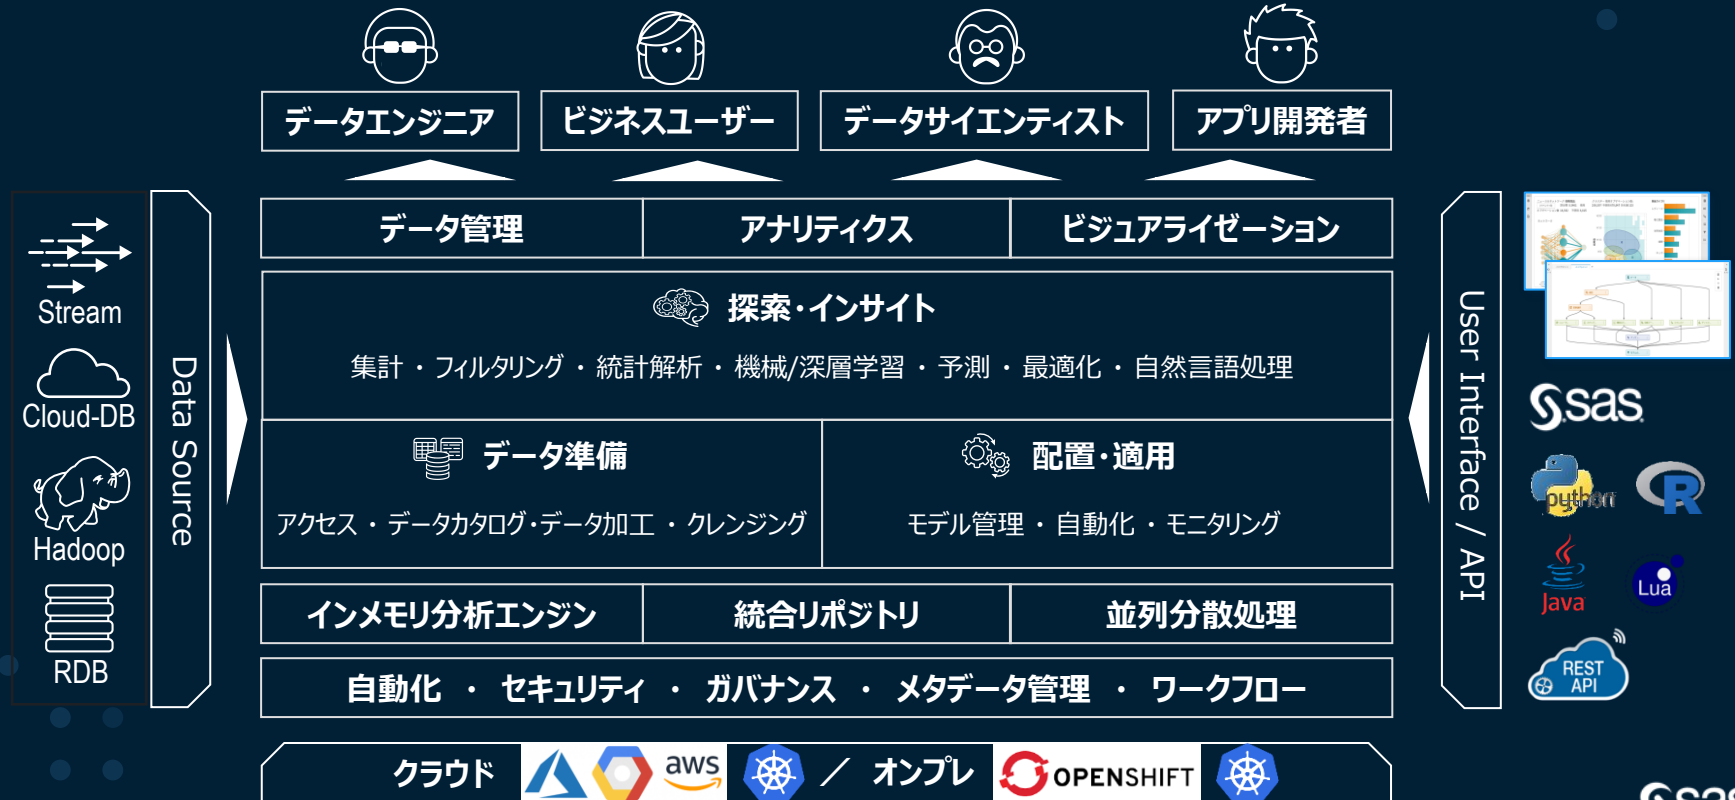 データエンジニア
ビジネスユーザー
データサイエンティスト
アプリ開発者
データ管理
アナリティクス
ビジュアライゼーション
Stream
Cloud-DB
Hadoop
RDB
Data Source
探索・インサイト
集計 ・ フィルタリング ・ 統計解析 ・ 機械/深層学習 ・ 予測 ・ 最適化 ・ 自然言語処理
データ準備
アクセス ・ データカタログ・データ加工 ・ クレンジング
配置・適用
モデル管理 ・ 自動化 ・ モニタリング
インメモリ分析エンジン
統合リポジトリ
並列分散処理
自動化 ・ セキュリティ ・ ガバナンス ・ メタデータ管理 ・ ワークフロー
クラウド
aws
／ オンプレ
OPENSHIFT
User Interface / API
sas
python
R
Java
Lua
REST
API
sas